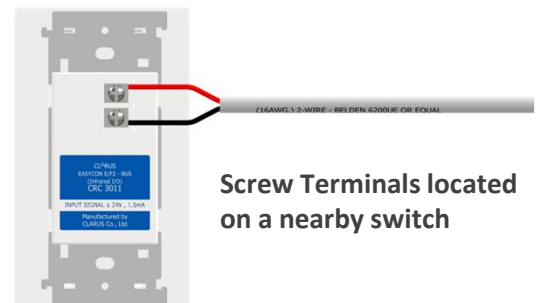 (16AWG.) 2-WIRE - BELDEN 6200UE OR EQUAL
CLARUS
EASYCON E/F2 - BUS
(Infrared I/O)
CRC 3011
INPUT SIGNAL ± 24V , 1.5mA
Manufactured by
CLARUS Co., Ltd
Screw Terminals located
on a nearby switch